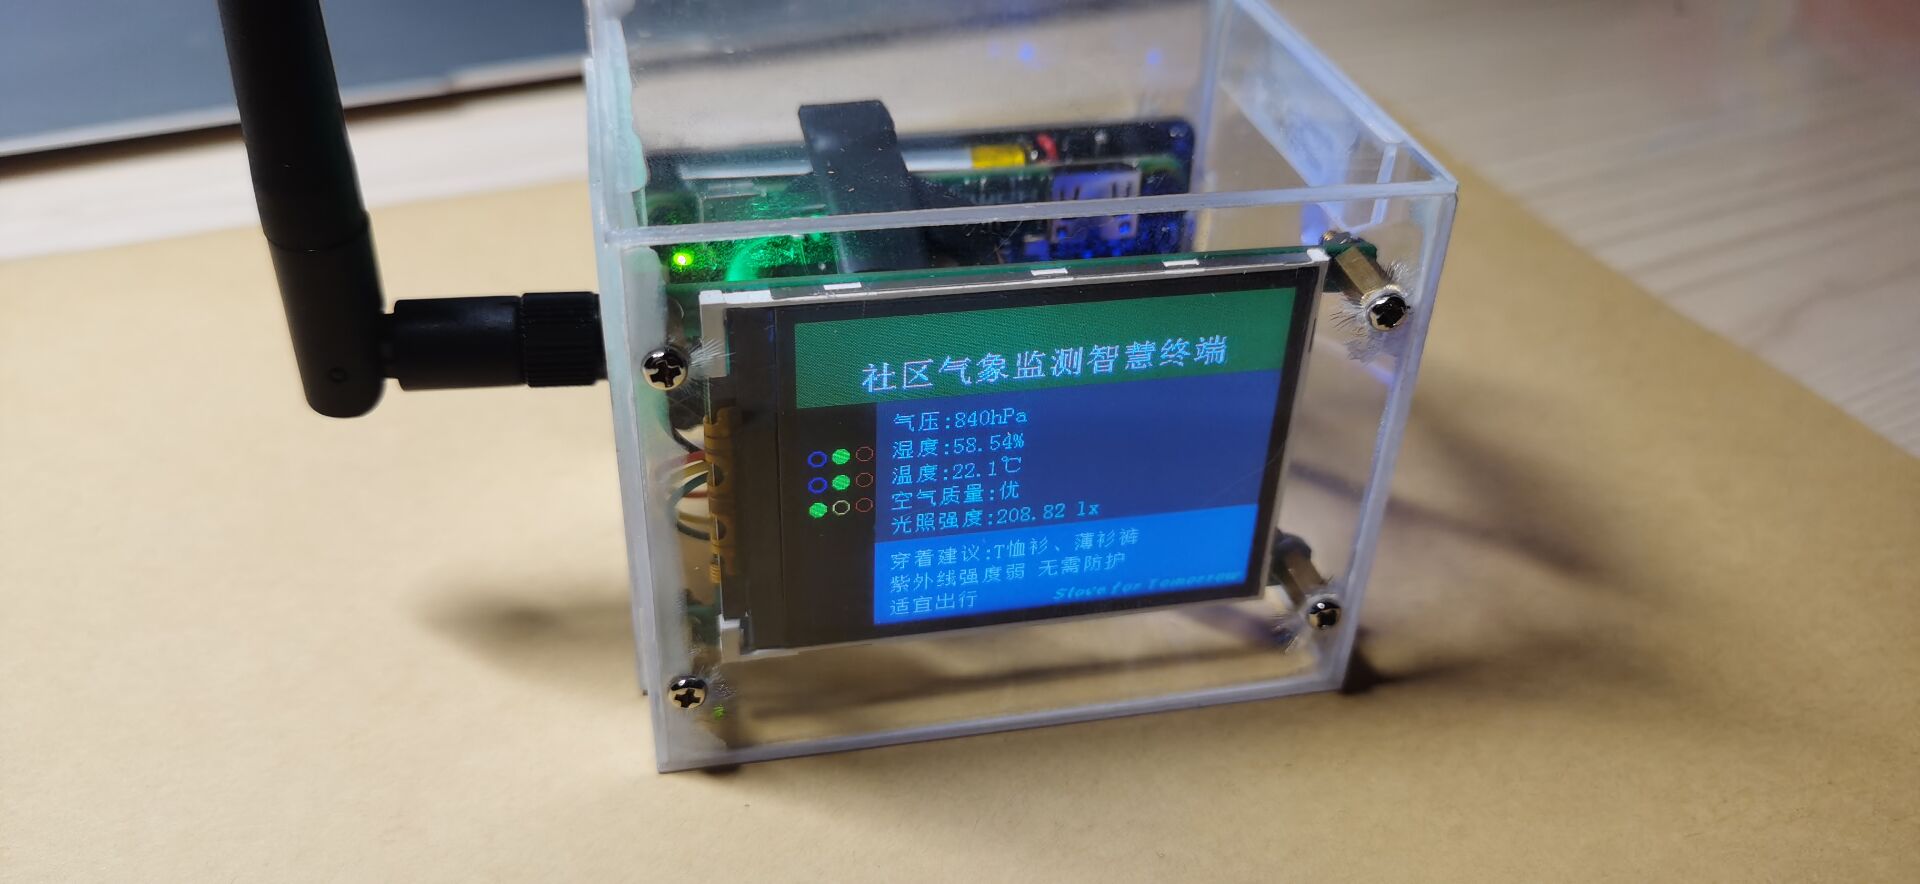 社区气象监测智慧终端
气压:840hPa
湿度:58.54%
温度:22.1℃
空气质量:优
光照强度:208.82 lx
穿着建议:T恤衫、薄衫裤
紫外线强度弱 无需防护
适宜出行
Slove for Tomorrow